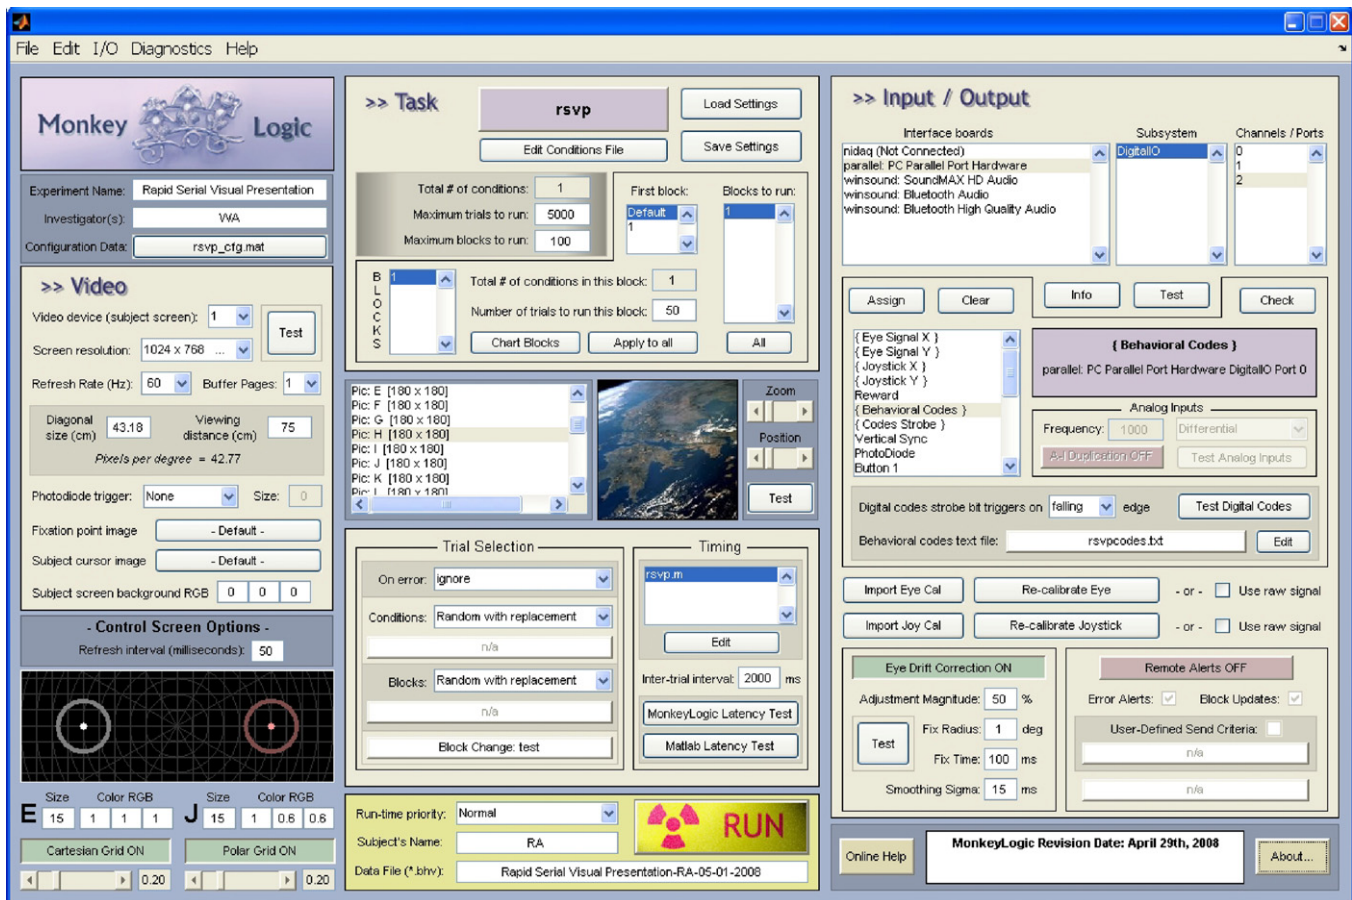 File Edit I/O Diagnostics Help
Monkey Logic
Experiment Name: Rapid Serial Visual Presentation
Investigator(s): WA
Configuration Data: rsvp_cfg.mat
>> Video
Video device (subject screen): 1
Test
Screen resolution: 1024 x 768 ...
Refresh Rate (Hz): 60 Buffer Pages: 1
Diagonal size (cm) 43.18 Viewing distance (cm) 75
Pixels per degree = 42.77
Photodiode trigger: None Size: 0
Fixation point image - Default -
Subject cursor image - Default -
Subject screen background RGB 0 0 0
- Control Screen Options -
Refresh interval (milliseconds): 50
Size Color RGB Size Color RGB
E 15 1 1 1 J 15 1 0.6 0.6
Cartesian Grid ON Polar Grid ON
0.20 0.20
>> Task
rsvp
Load Settings
Edit Conditions File
Save Settings
Total # of conditions: 1
Maximum trials to run: 5000
Maximum blocks to run: 100
First block:
Default
1
Blocks to run:
1
BLOCKS
1
Total # of conditions in this block: 1
Number of trials to run this block: 50
Chart Blocks Apply to all All
Pic: E [180 x 180]
Pic: F [180 x 180]
Pic: G [180 x 180]
Pic: H [180 x 180]
Pic: I [180 x 180]
Pic: J [180 x 180]
Pic: K [180 x 180]
Pic: L [180 x 180]
Zoom
Position
Test
Trial Selection
On error: ignore
Conditions: Random with replacement
n/a
Blocks: Random with replacement
n/a
Block Change: test
Timing
rsvp.m
Edit
Inter-trial interval: 2000 ms
MonkeyLogic Latency Test
Matlab Latency Test
Run-time priority: Normal
Subject's Name: RA
RUN
Data File (*.bhv): Rapid Serial Visual Presentation-RA-05-01-2008
>> Input / Output
Interface boards
nidaq (Not Connected)
parallel: PC Parallel Port Hardware
winsound: SoundMAX HD Audio
winsound: Bluetooth Audio
winsound: Bluetooth High Quality Audio
Subsystem
DigitalIO
Channels / Ports
0
1
2
Assign Clear Info Test Check
{ Eye Signal X }
{ Eye Signal Y }
{ Joystick X }
{ Joystick Y }
Reward
{ Behavioral Codes }
{ Codes Strobe }
Vertical Sync
PhotoDiode
Button 1
{ Behavioral Codes }
parallel: PC Parallel Port Hardware DigitalIO Port 0
Analog Inputs
Frequency: 1000 Differential
A-I Duplication OFF Test Analog Inputs
Digital codes strobe bit triggers on falling edge Test Digital Codes
Behavioral codes text file: rsvpcodes.txt Edit
Import Eye Cal Re-calibrate Eye - or - Use raw signal
Import Joy Cal Re-calibrate Joystick - or - Use raw signal
Eye Drift Correction ON
Adjustment Magnitude: 50 %
Test
Fix Radius: 1 deg
Fix Time: 100 ms
Smoothing Sigma: 15 ms
Remote Alerts OFF
Error Alerts: Block Updates:
User-Defined Send Criteria:
n/a
n/a
Online Help
MonkeyLogic Revision Date: April 29th, 2008
About...